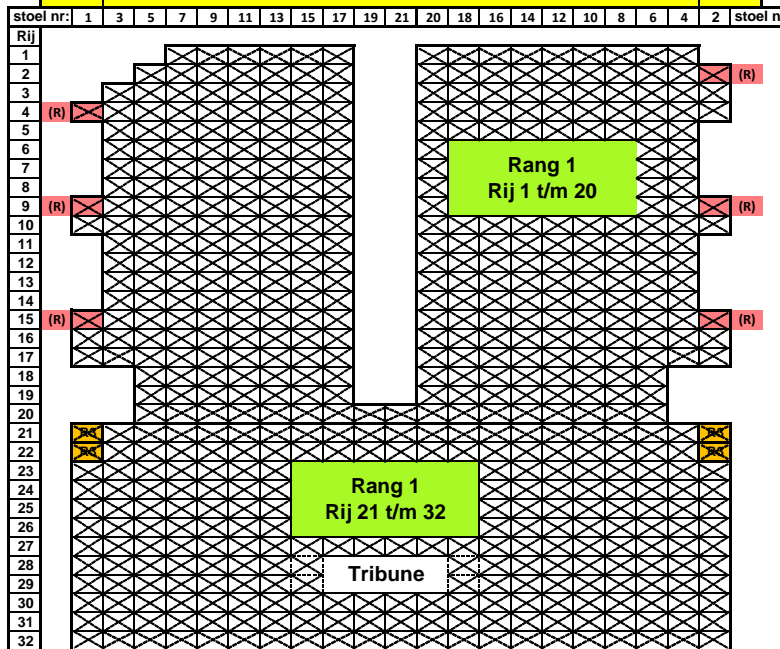 stoel nr: 1 3 5 7 9 11 13 15 17 19 21 20 18 16 14 12 10 8 6 4 2 stoel n
Rij
1
2 (R)
3
4 (R)
5
6
7
8
Rang 1
Rij 1 t/m 20
9 (R) (R)
10
11
12
13
14
15 (R) (R)
16
17
18
19
20
21
22
23
24
25
26
Rang 1
Rij 21 t/m 32
27
28
29
Tribune
30
31
32